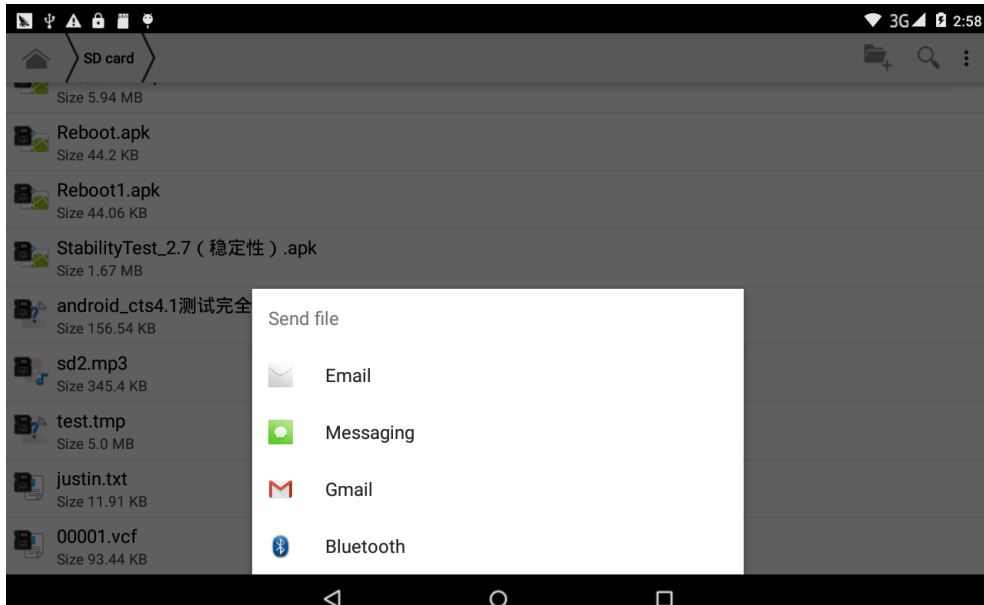 3G 2:58
SD card
Size 5.94 MB
Reboot.apk
Size 44.2 KB
Reboot1.apk
Size 44.06 KB
StabilityTest_2.7（稳定性）.apk
Size 1.67 MB
android_cts4.1测试完全
Size 156.54 KB
sd2.mp3
Size 345.4 KB
test.tmp
Size 5.0 MB
justin.txt
Size 11.91 KB
00001.vcf
Size 93.44 KB
Send file
Email
Messaging
Gmail
Bluetooth